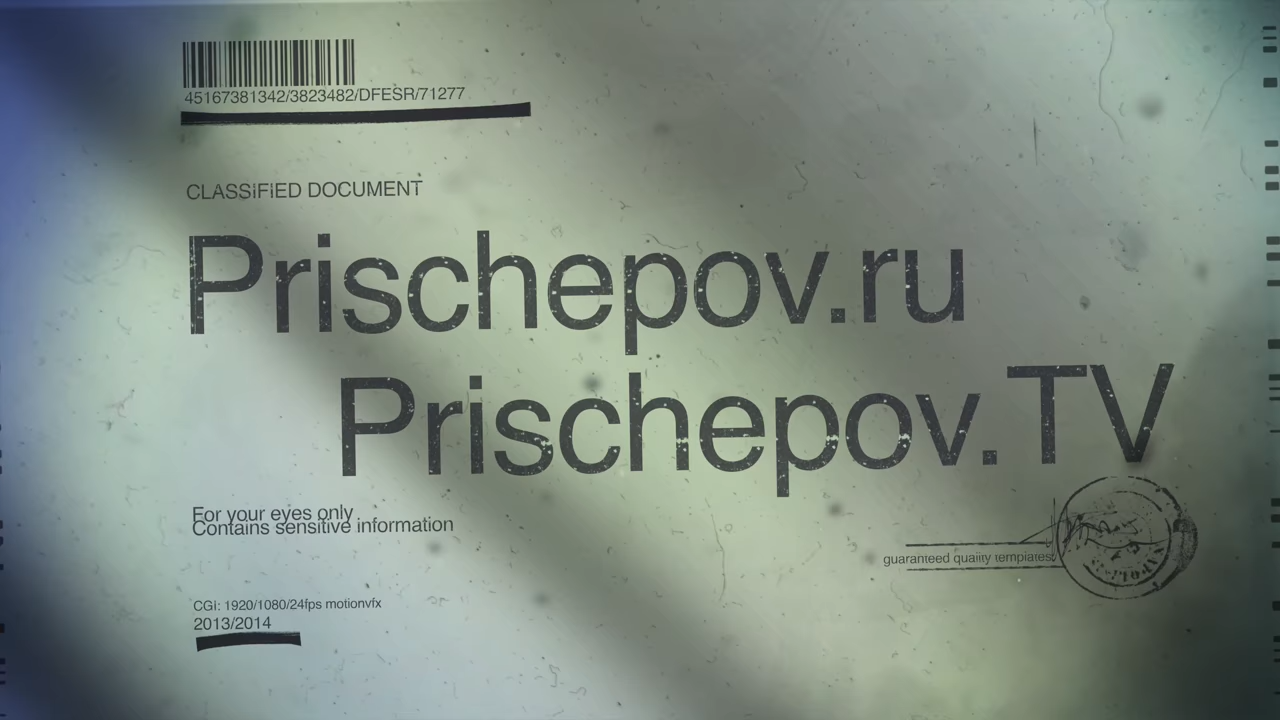 45167381342/3823482/DFESR/71277
CLASSIFIED DOCUMENT
Prischepov.ru
Prischepov.TV
For your eyes only
Contains sensitive information
guaranteed quality templates
CGI: 1920/1080/24fps motionvfx
2013/2014